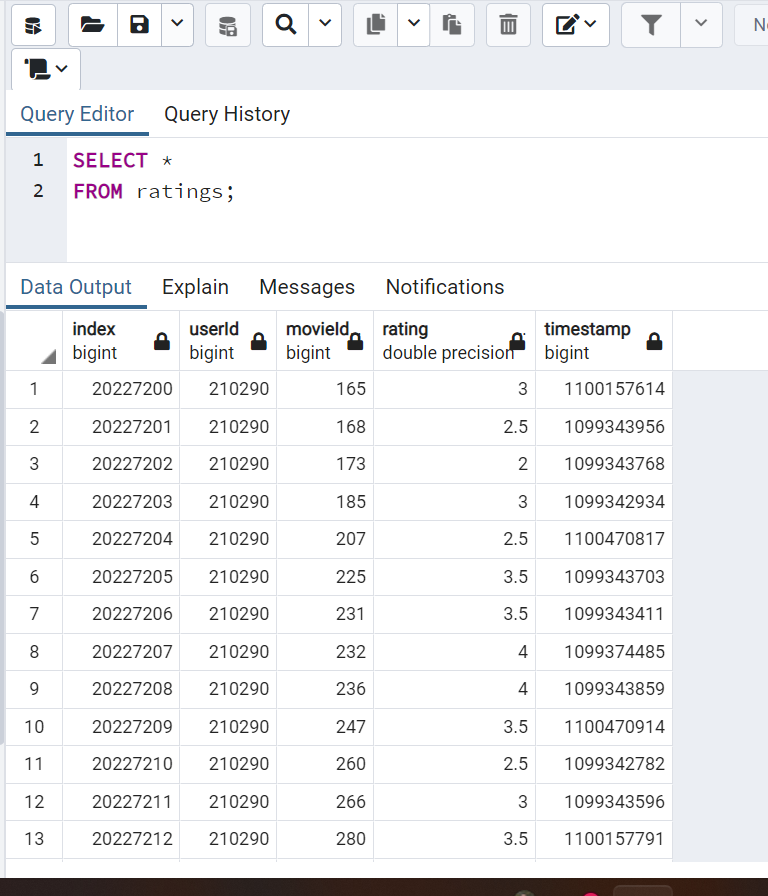 No
Query Editor Query History
1 SELECT *
2 FROM ratings;
Data Output Explain Messages Notifications
index userId movieId rating timestamp
bigint bigint bigint double precision bigint
1 20227200 210290 165 3 1100157614
2 20227201 210290 168 2.5 1099343956
3 20227202 210290 173 2 1099343768
4 20227203 210290 185 3 1099342934
5 20227204 210290 207 2.5 1100470817
6 20227205 210290 225 3.5 1099343703
7 20227206 210290 231 3.5 1099343411
8 20227207 210290 232 4 1099374485
9 20227208 210290 236 4 1099343859
10 20227209 210290 247 3.5 1100470914
11 20227210 210290 260 2.5 1099342782
12 20227211 210290 266 3 1099343596
13 20227212 210290 280 3.5 1100157791